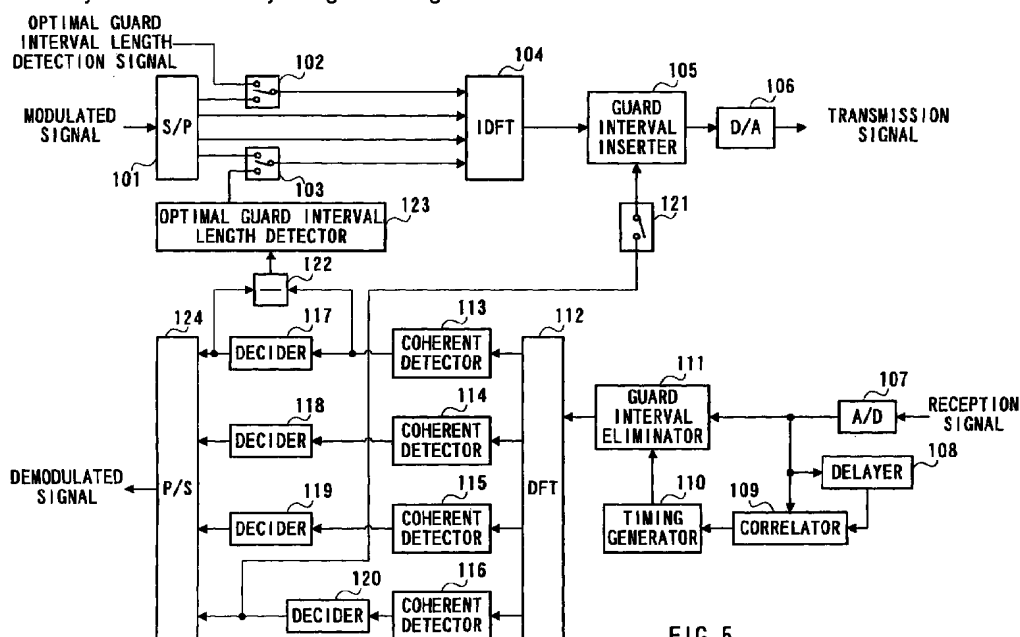 OPTIMAL GUARD
INTERVAL LENGTH
DETECTION SIGNAL
102
104
105
106
MODULATED
SIGNAL
S/P
IDFT
GUARD
INTERVAL
INSERTER
D/A
TRANSMISSION
SIGNAL
101
103
123
121
OPTIMAL GUARD INTERVAL
LENGTH DETECTOR
122
124
117
113
112
DECIDER
COHERENT
DETECTOR
111
107
118
114
GUARD
INTERVAL
ELIMINATOR
A/D
RECEPTION
SIGNAL
DECIDER
COHERENT
DETECTOR
108
DEMODULATED
SIGNAL
P/S
DFT
DELAYER
119
115
110
109
DECIDER
COHERENT
DETECTOR
TIMING
GENERATOR
CORRELATOR
120
116
DECIDER
COHERENT
DETECTOR
FIG.5